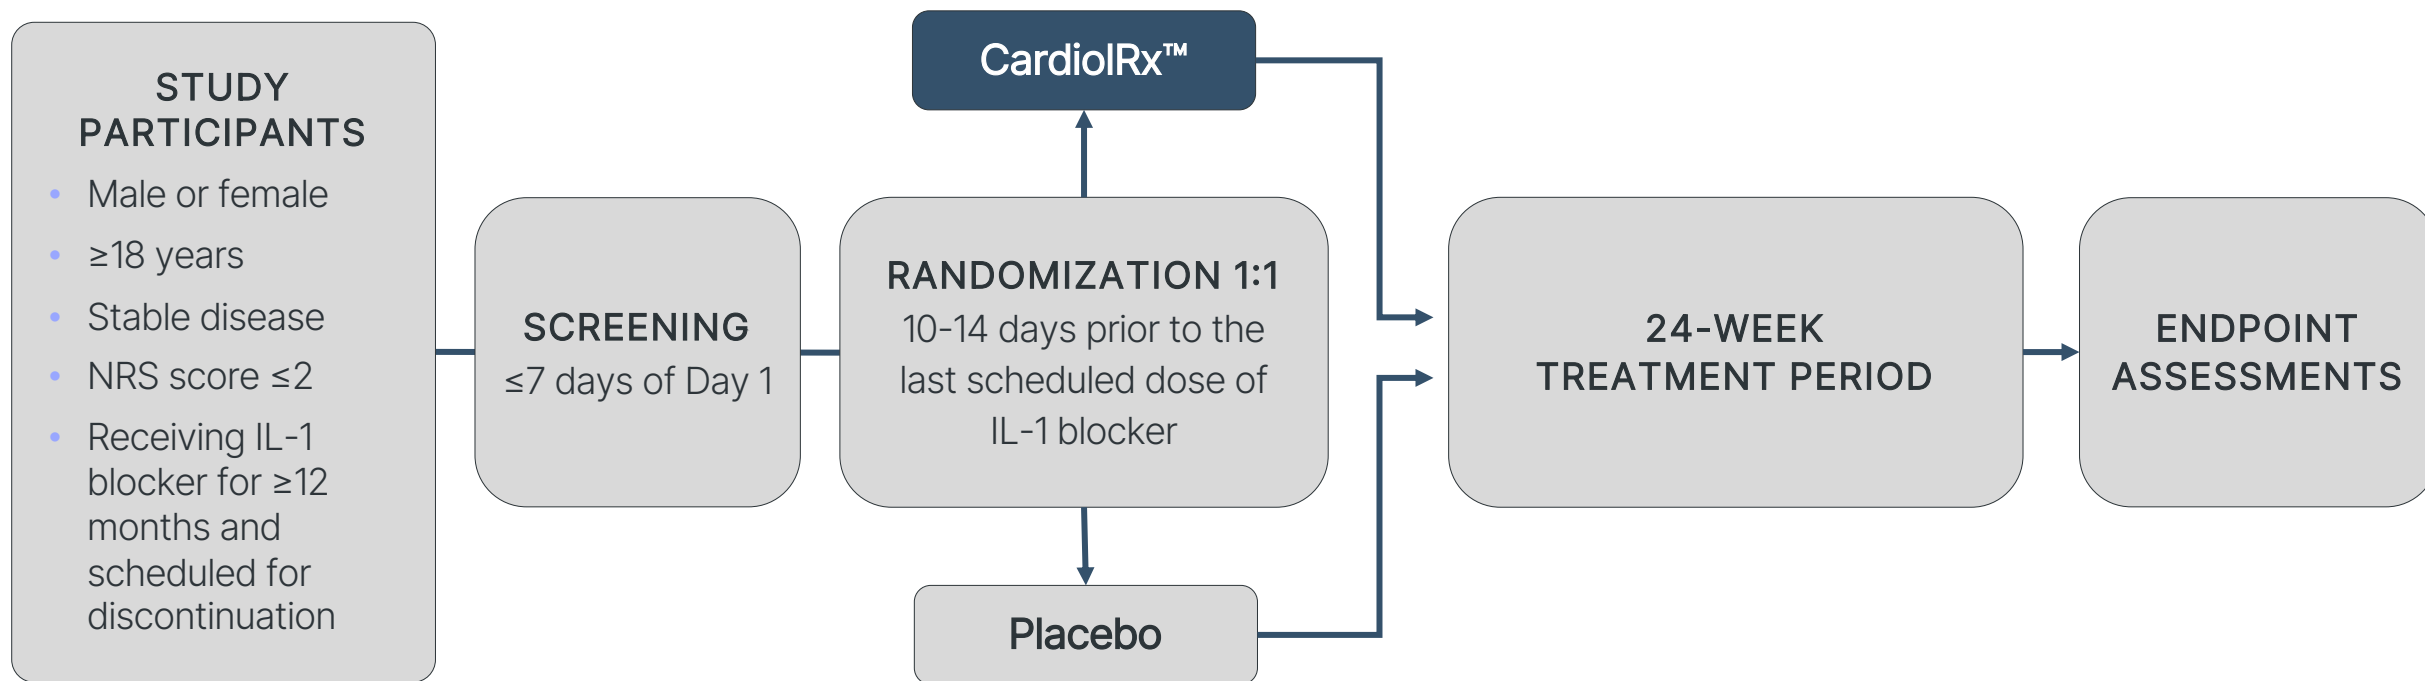 STUDY
PARTICIPANTS
• Male or female
• ≥18 years
• Stable disease
• NRS score ≤2
• Receiving IL-1
blocker for ≥12
months and
scheduled for
discontinuation
SCREENING
≤7 days of Day 1
CardiolRx™
RANDOMIZATION 1:1
10-14 days prior to the
last scheduled dose of
IL-1 blocker
Placebo
24-WEEK
TREATMENT PERIOD
ENDPOINT
ASSESSMENTS